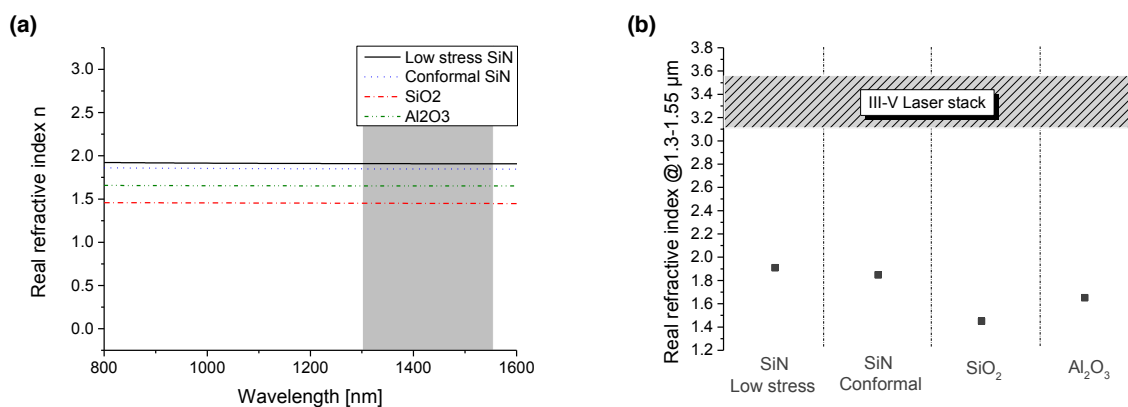 (a)
3.0
2.5
2.0
1.5
1.0
0.5
0.0
800
1000
1200
1400
1600
Real refractive index n
Wavelength [nm]
Low stress SiN
Conformal SiN
SiO2
Al2O3
(b)
3.8
3.6
3.4
3.2
3.0
2.8
2.6
2.4
2.2
2.0
1.8
1.6
1.4
1.2
Real refractive index @1.3-1.55 µm
III-V Laser stack
SiN
Low stress
SiN
Conformal
SiO₂
Al₂O₃